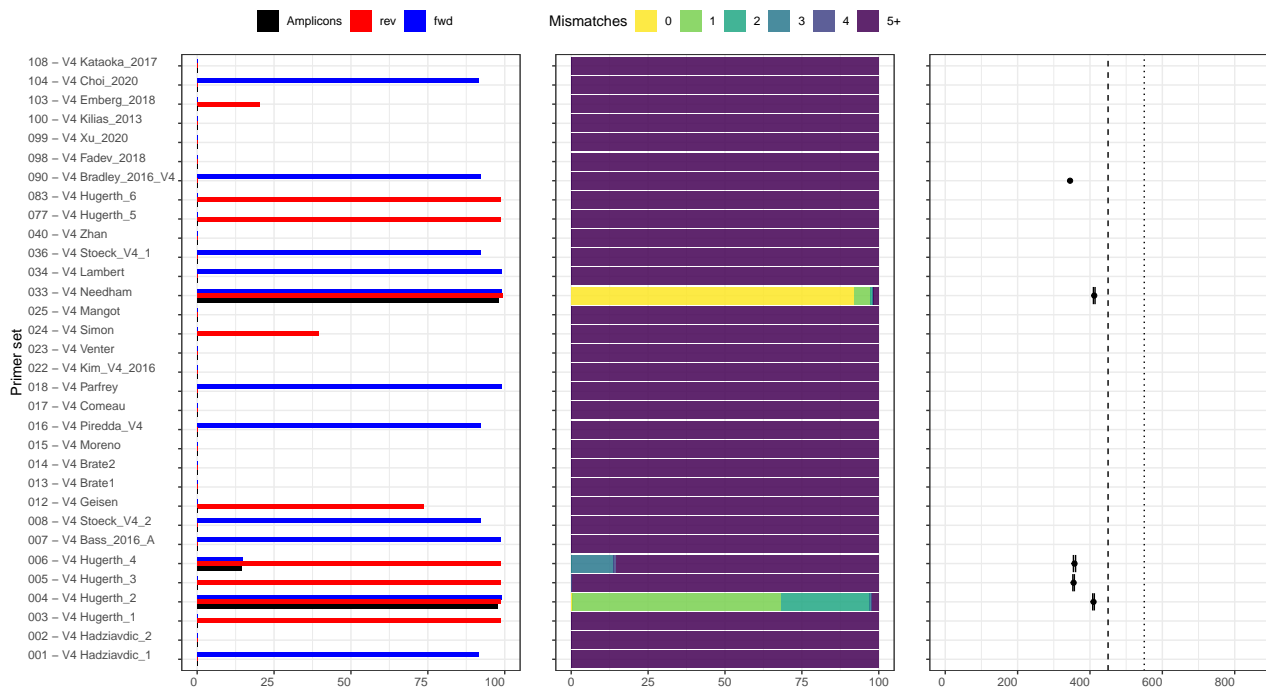 Amplicons rev fwd
Mismatches 0 1 2 3 4 5+
Primer set
108 – V4 Kataoka_2017
104 – V4 Choi_2020
103 – V4 Emberg_2018
100 – V4 Kilias_2013
099 – V4 Xu_2020
098 – V4 Fadev_2018
090 – V4 Bradley_2016_V4
083 – V4 Hugerth_6
077 – V4 Hugerth_5
040 – V4 Zhan
036 – V4 Stoeck_V4_1
034 – V4 Lambert
033 – V4 Needham
025 – V4 Mangot
024 – V4 Simon
023 – V4 Venter
022 – V4 Kim_V4_2016
018 – V4 Parfrey
017 – V4 Comeau
016 – V4 Piredda_V4
015 – V4 Moreno
014 – V4 Brate2
013 – V4 Brate1
012 – V4 Geisen
008 – V4 Stoeck_V4_2
007 – V4 Bass_2016_A
006 – V4 Hugerth_4
005 – V4 Hugerth_3
004 – V4 Hugerth_2
003 – V4 Hugerth_1
002 – V4 Hadziavdic_2
001 – V4 Hadziavdic_1
0 25 50 75 100
0 25 50 75 100
0 200 400 600 800